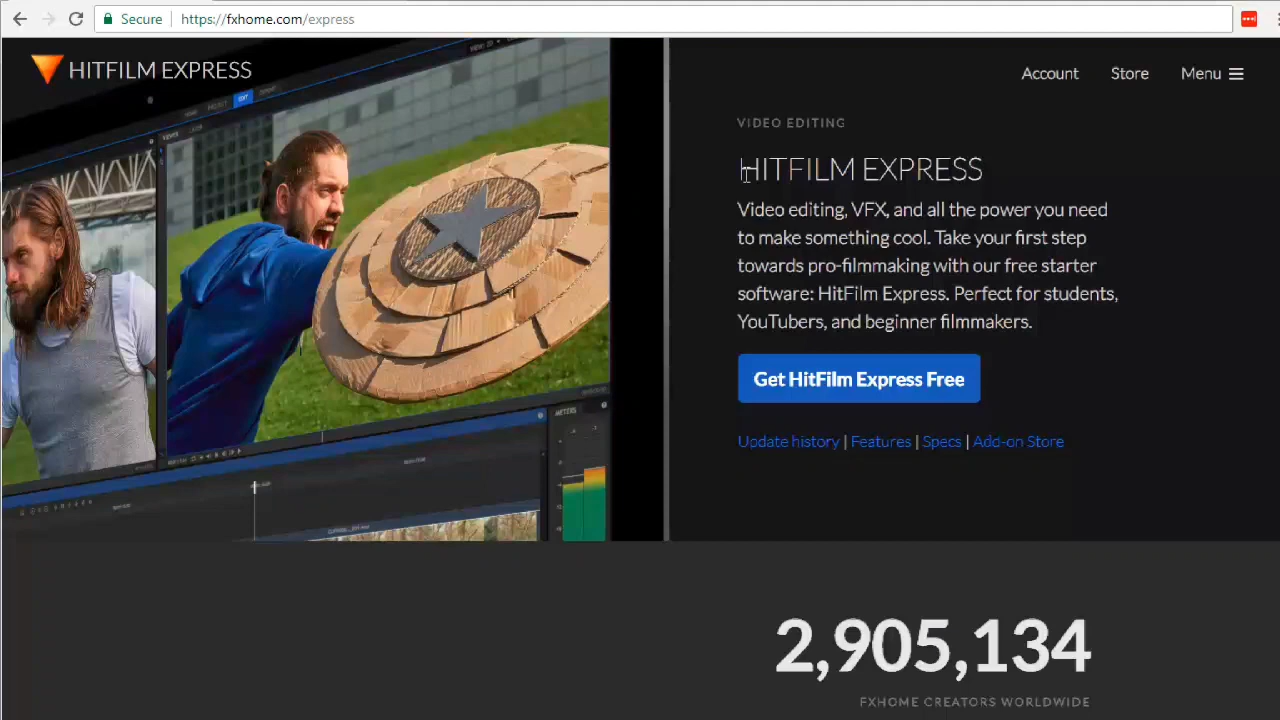 Secure
https://fxhome.com/express
HITFILM EXPRESS
Account
Store
Menu
VIDEO EDITING
HITFILM EXPRESS
Video editing, VFX, and all the power you need
to make something cool. Take your first step
towards pro-filmmaking with our free starter
software: HitFilm Express. Perfect for students,
YouTubers, and beginner filmmakers.
Get HitFilm Express Free
Update history | Features | Specs | Add-on Store
EDIT
METERS
2,905,134
FXHOME CREATORS WORLDWIDE